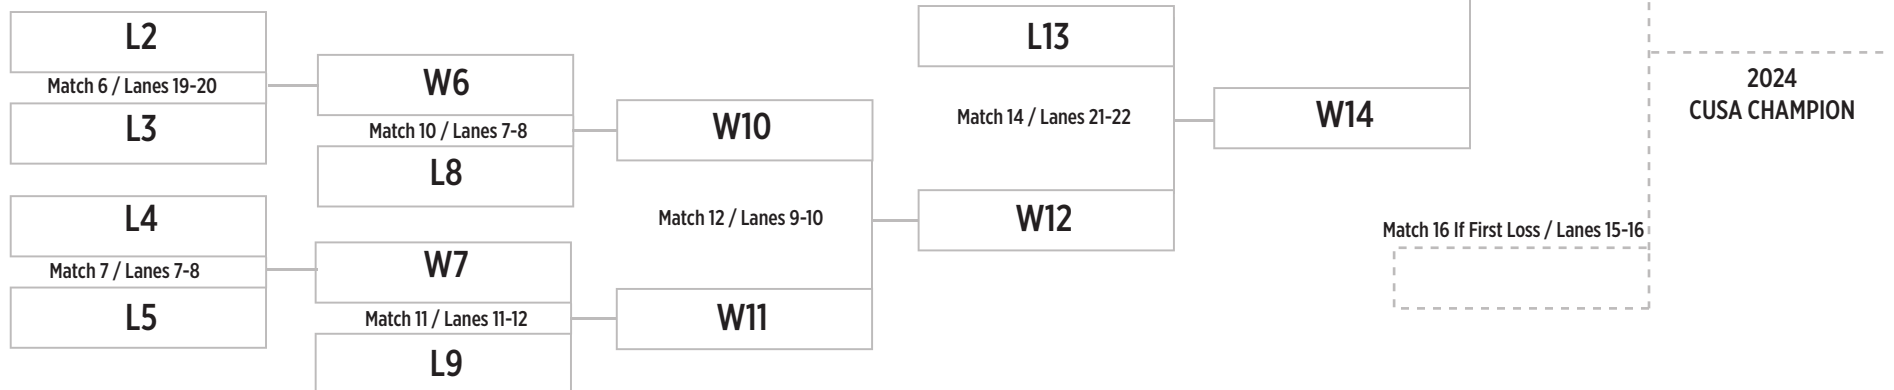 L2
Match 6 / Lanes 19-20
L3
L4
Match 7 / Lanes 7-8
L5
W6
Match 10 / Lanes 7-8
L8
W7
Match 11 / Lanes 11-12
L9
W10
Match 12 / Lanes 9-10
W11
L13
Match 14 / Lanes 21-22
W12
W14
Match 16 If First Loss / Lanes 15-16
2024
CUSA CHAMPION